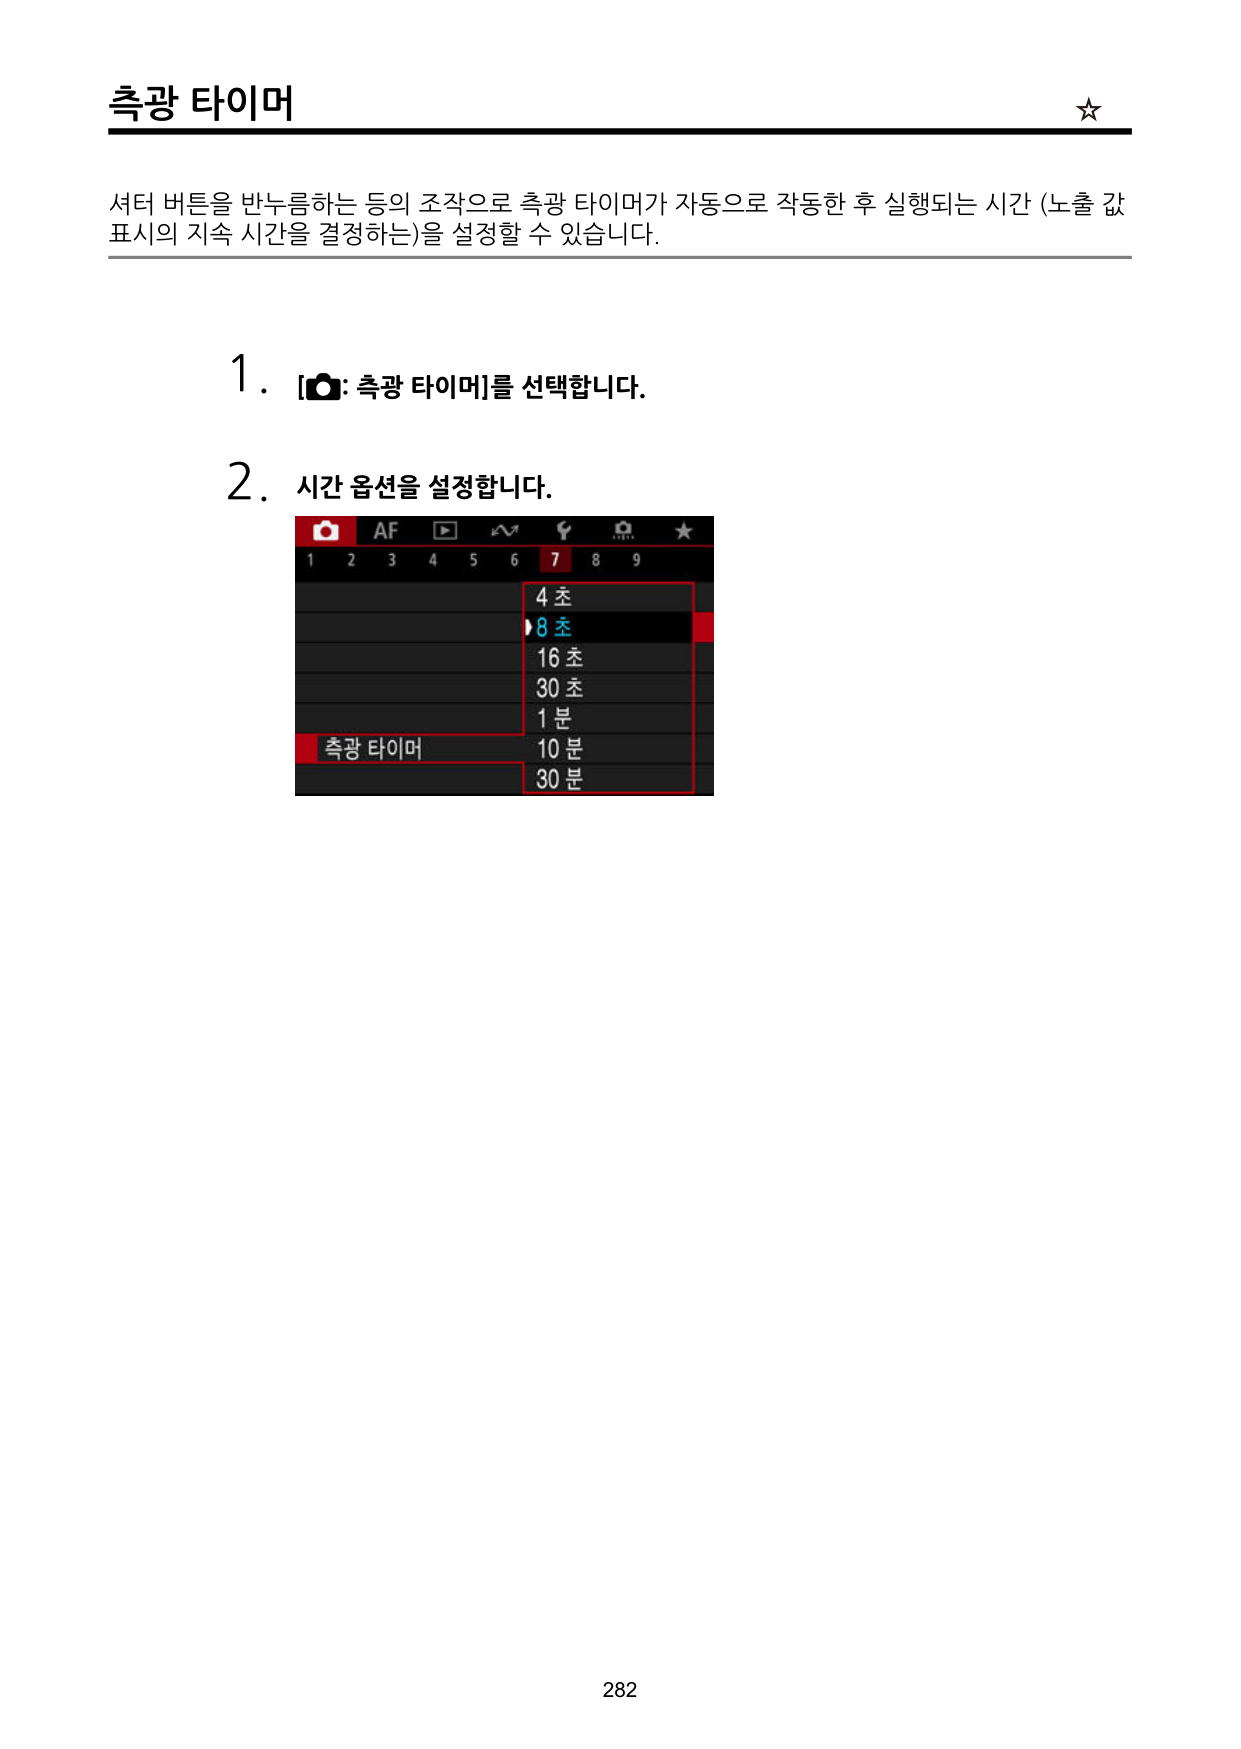 측광 타이머 ☆
셔터 버튼을 반누름하는 등의 조작으로 측광 타이머가 자동으로 작동한 후 실행되는 시간 (노출 값
표시의 지속 시간을 결정하는)을 설정할 수 있습니다.
1. [: 측광 타이머]를 선택합니다.
2. 시간 옵션을 설정합니다.
AF
1 2 3 4 5 6 7 8 9
4 초
8 초
16 초
30 초
1 분
측광 타이머 10 분
30 분
282